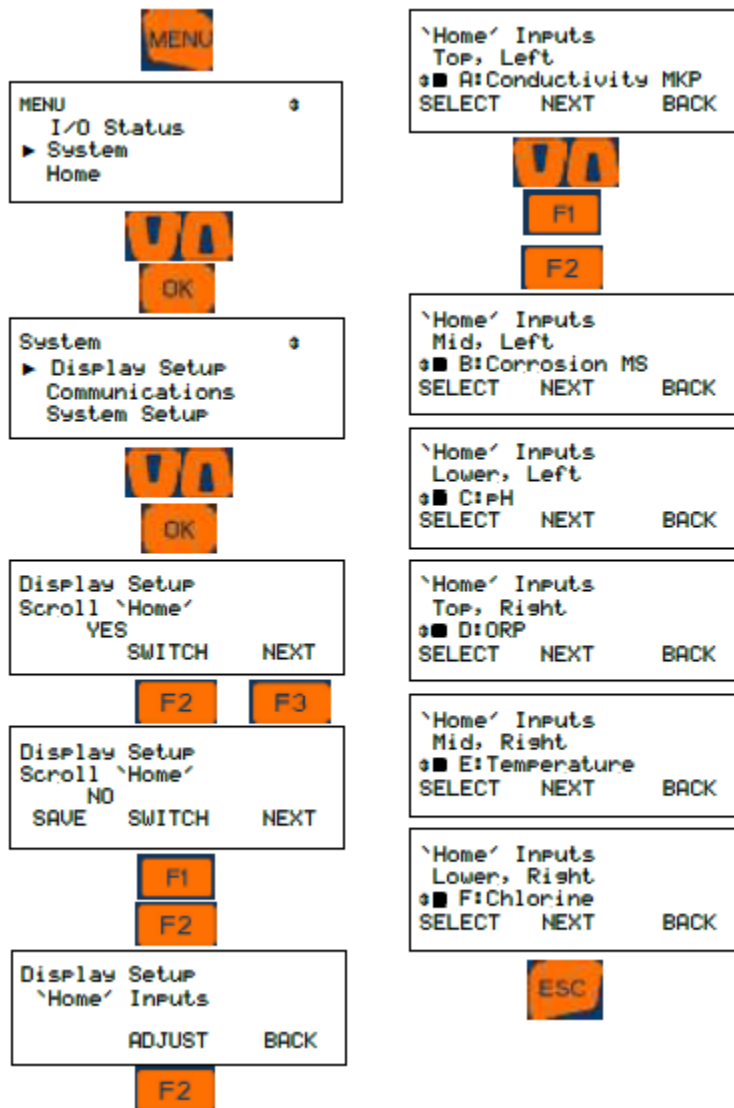 MENU
MENU
I/O Status
► System
Home
OK
System
► Display Setup
Communications
System Setup
OK
Display Setup
Scroll `Home´
YES
SWITCH NEXT
F2 F3
Display Setup
Scroll `Home´
NO
SAVE SWITCH NEXT
F1
F2
Display Setup
`Home´ Inputs
ADJUST BACK
F2
`Home´ Inputs
Top, Left
A:Conductivity MKP
SELECT NEXT BACK
F1
F2
`Home´ Inputs
Mid, Left
B:Corrosion MS
SELECT NEXT BACK
`Home´ Inputs
Lower, Left
C:pH
SELECT NEXT BACK
`Home´ Inputs
Top, Right
D:ORP
SELECT NEXT BACK
`Home´ Inputs
Mid, Right
E:Temperature
SELECT NEXT BACK
`Home´ Inputs
Lower, Right
F:Chlorine
SELECT NEXT BACK
ESC